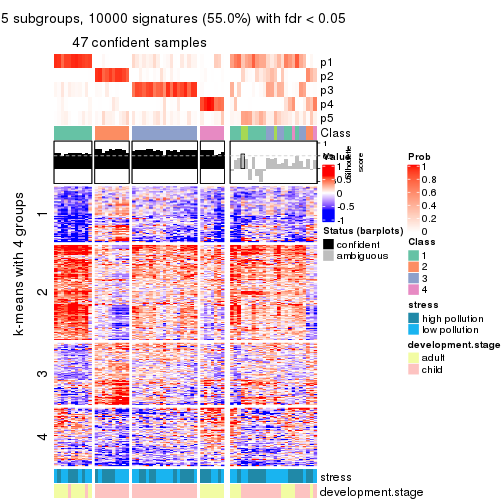 5 subgroups, 10000 signatures (55.0%) with fdr < 0.05
47 confident samples
p1
p2
p3
p4
p5
Class
1
score
Value
1
0.5
0
-0.5
-1
Status (barplots)
confident
ambiguous
Prob
1
0.8
0.6
0.4
0.2
0
Class
1
2
3
4
stress
high pollution
low pollution
development.stage
adult
child
k-means with 4 groups
1
2
3
4
stress
development.stage